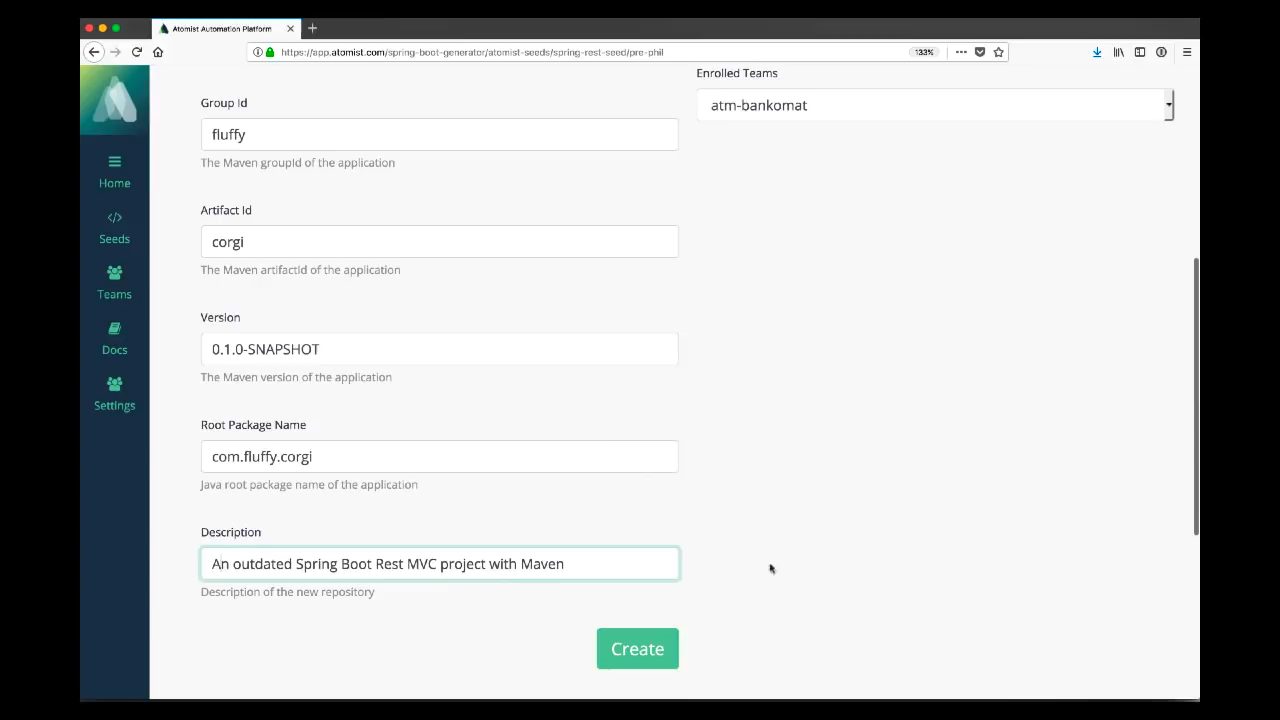 Atomist Automation Platform
https://app.atomist.com/spring-boot-generator/atomist-seeds/spring-rest-seed/pre-phil
133%
Home
Seeds
Teams
Docs
Settings
Enrolled Teams
atm-bankomat
Group Id
fluffy
The Maven groupId of the application
Artifact Id
corgi
The Maven artifactId of the application
Version
0.1.0-SNAPSHOT
The Maven version of the application
Root Package Name
com.fluffy.corgi
Java root package name of the application
Description
An outdated Spring Boot Rest MVC project with Maven
Description of the new repository
Create